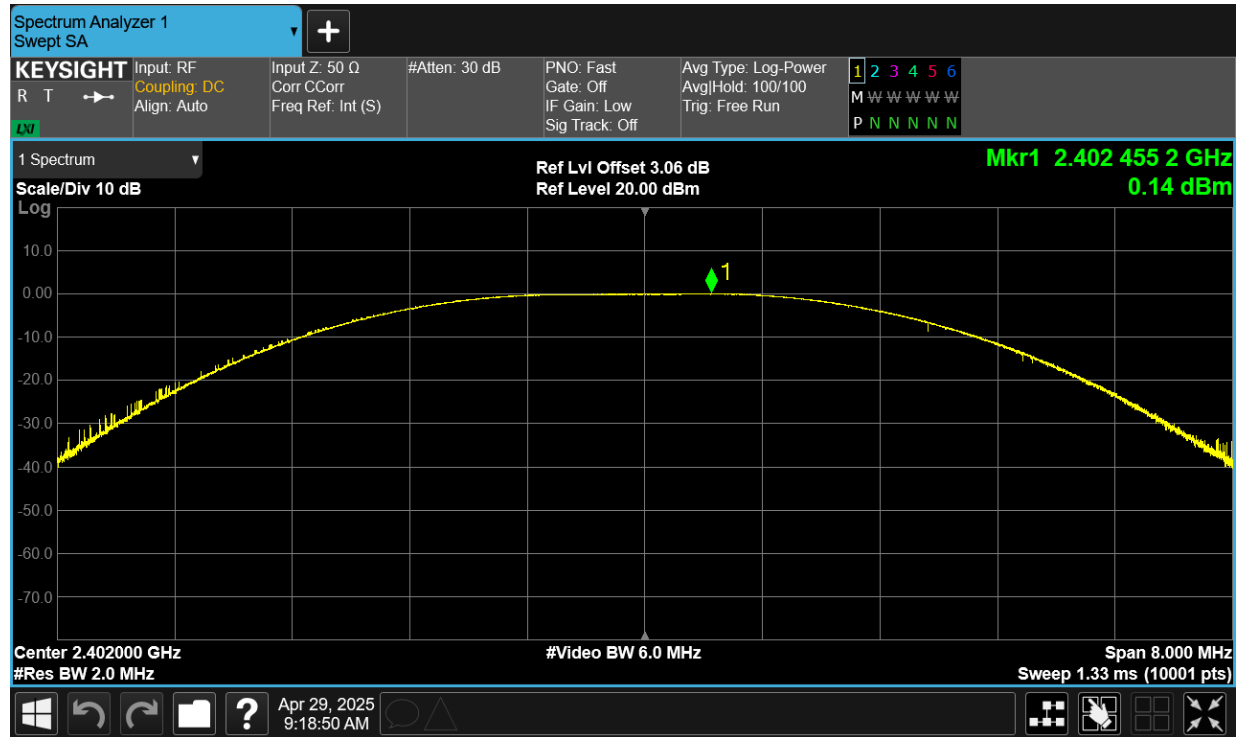 Spectrum Analyzer 1
Swept SA
KEYSIGHT
R T
LXI
Input: RF
Coupling: DC
Align: Auto
Input Z: 50 Ω
Corr CCorr
Freq Ref: Int (S)
#Atten: 30 dB
PNO: Fast
Gate: Off
IF Gain: Low
Sig Track: Off
Avg Type: Log-Power
Avg|Hold: 100/100
Trig: Free Run
1 2 3 4 5 6
M W W W W W
P N N N N N
1 Spectrum
Scale/Div 10 dB
Log
Ref Lvl Offset 3.06 dB
Ref Level 20.00 dBm
Mkr1 2.402 455 2 GHz
0.14 dBm
1
10.0
0.00
-10.0
-20.0
-30.0
-40.0
-50.0
-60.0
-70.0
Center 2.402000 GHz
#Res BW 2.0 MHz
#Video BW 6.0 MHz
Span 8.000 MHz
Sweep 1.33 ms (10001 pts)
?
Apr 29, 2025
9:18:50 AM